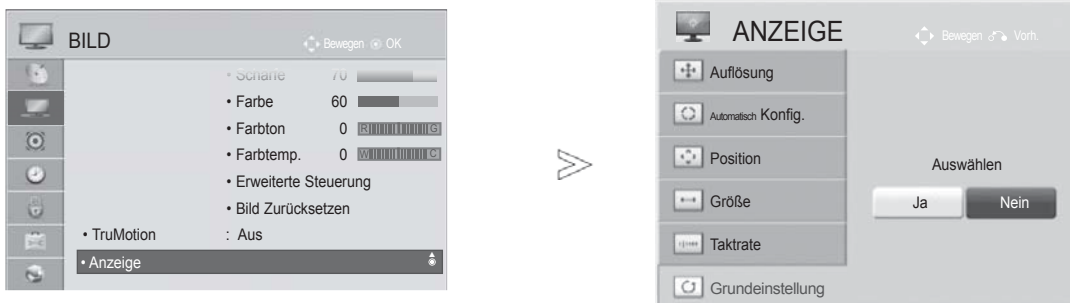 BILD
Bewegen OK
• Schärfe 70
• Farbe 60
• Farbton 0 R G
• Farbtemp. 0 W C
• Erweiterte Steuerung
• Bild Zurücksetzen
• TruMotion : Aus
• Anzeige
ANZEIGE
Bewegen Vorh.
Auflösung
Automatisch Konfig.
Position
Größe
Taktrate
Grundeinstellung
Auswählen
Ja Nein